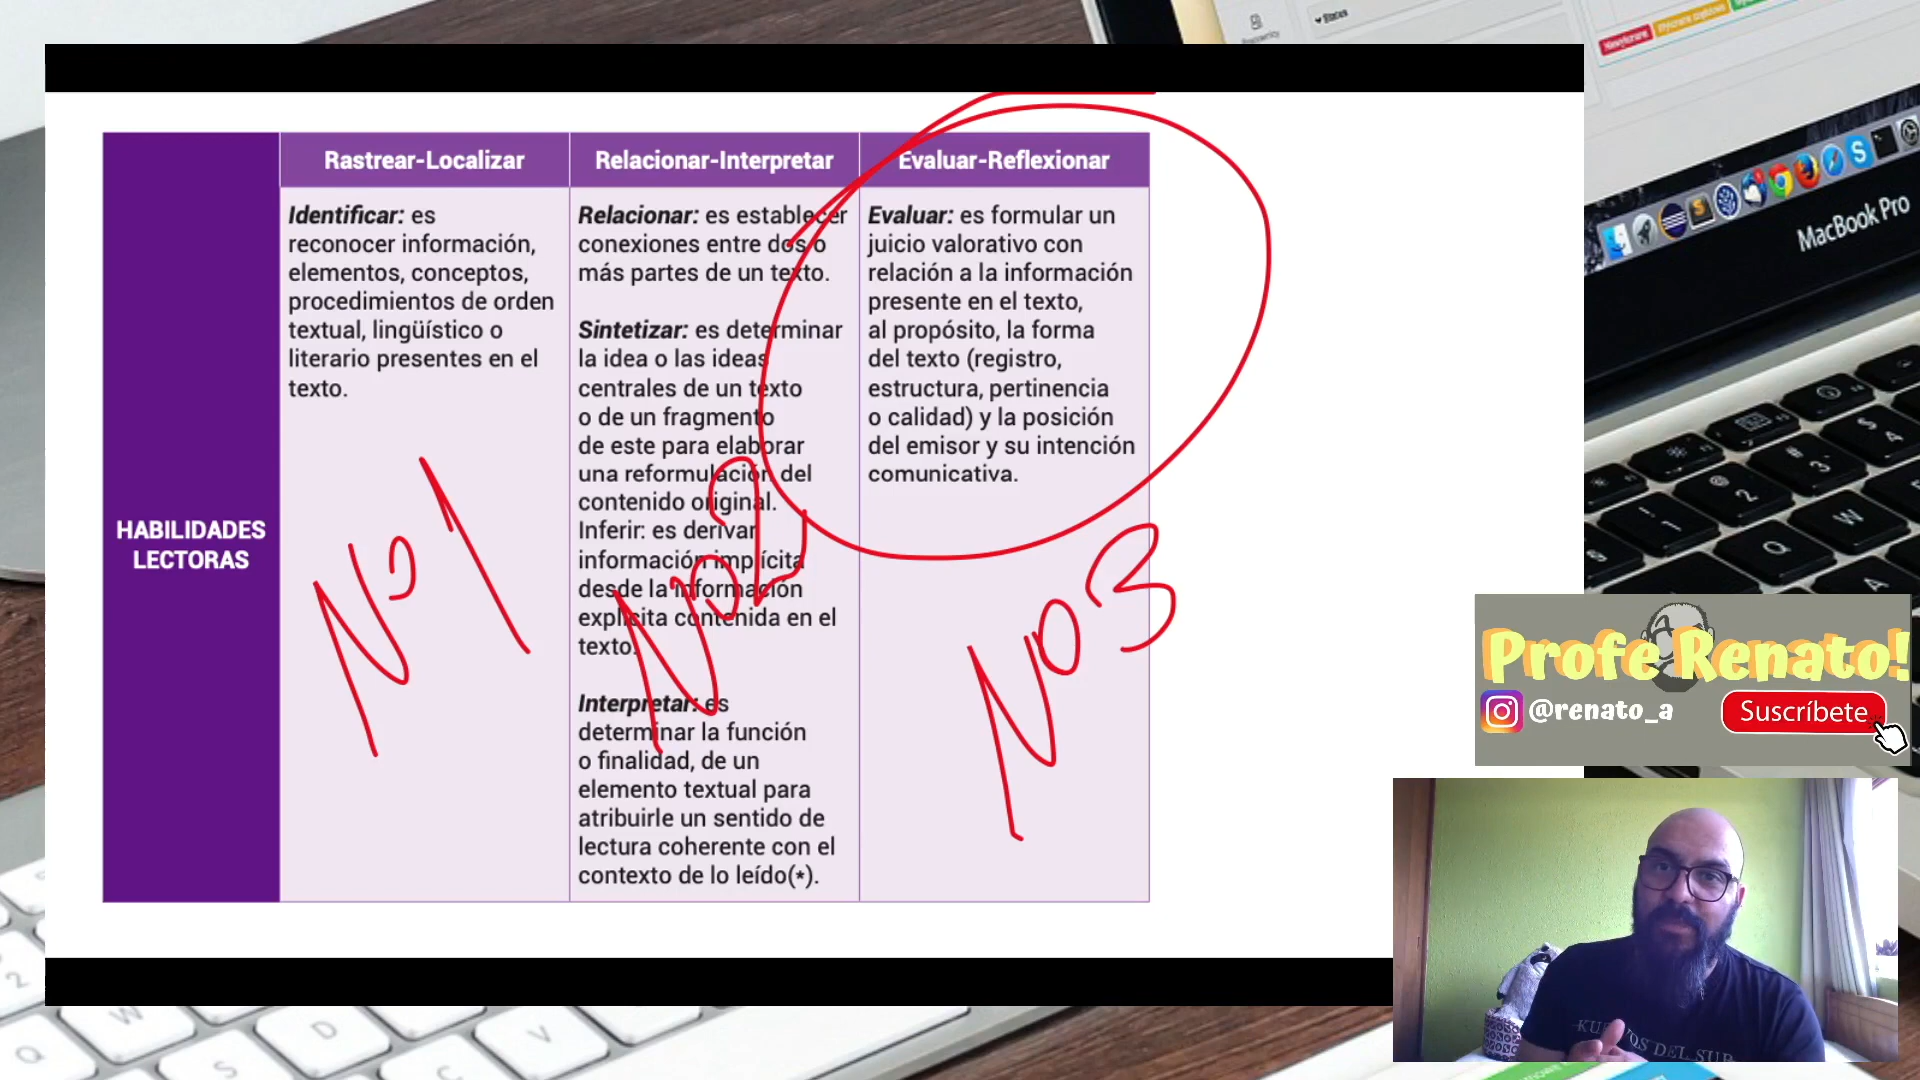 Status
MacBook Pro
HABILIDADES
LECTORAS
Rastrear-Localizar
Identificar: es
reconocer información,
elementos, conceptos,
procedimientos de orden
textual, lingüístico o
literario presentes en el
texto.
Nº 1
Relacionar-Interpretar
Relacionar: es establecer
conexiones entre dos o
más partes de un texto.
Sintetizar: es determinar
la idea o las ideas
centrales de un texto
o de un fragmento
de este para elaborar
una reformulación del
contenido original.
Inferir: es derivar
información implícita
desde la información
explícita contenida en el
texto.
Interpretar: es
determinar la función
o finalidad, de un
elemento textual para
atribuirle un sentido de
lectura coherente con el
contexto de lo leído(*).
Nº 2
Evaluar-Reflexionar
Evaluar: es formular un
juicio valorativo con
relación a la información
presente en el texto,
al propósito, la forma
del texto (registro,
estructura, pertinencia
o calidad) y la posición
del emisor y su intención
comunicativa.
Nº 3
Profe Renato!
@renato_a
Suscríbete
DEL SUR